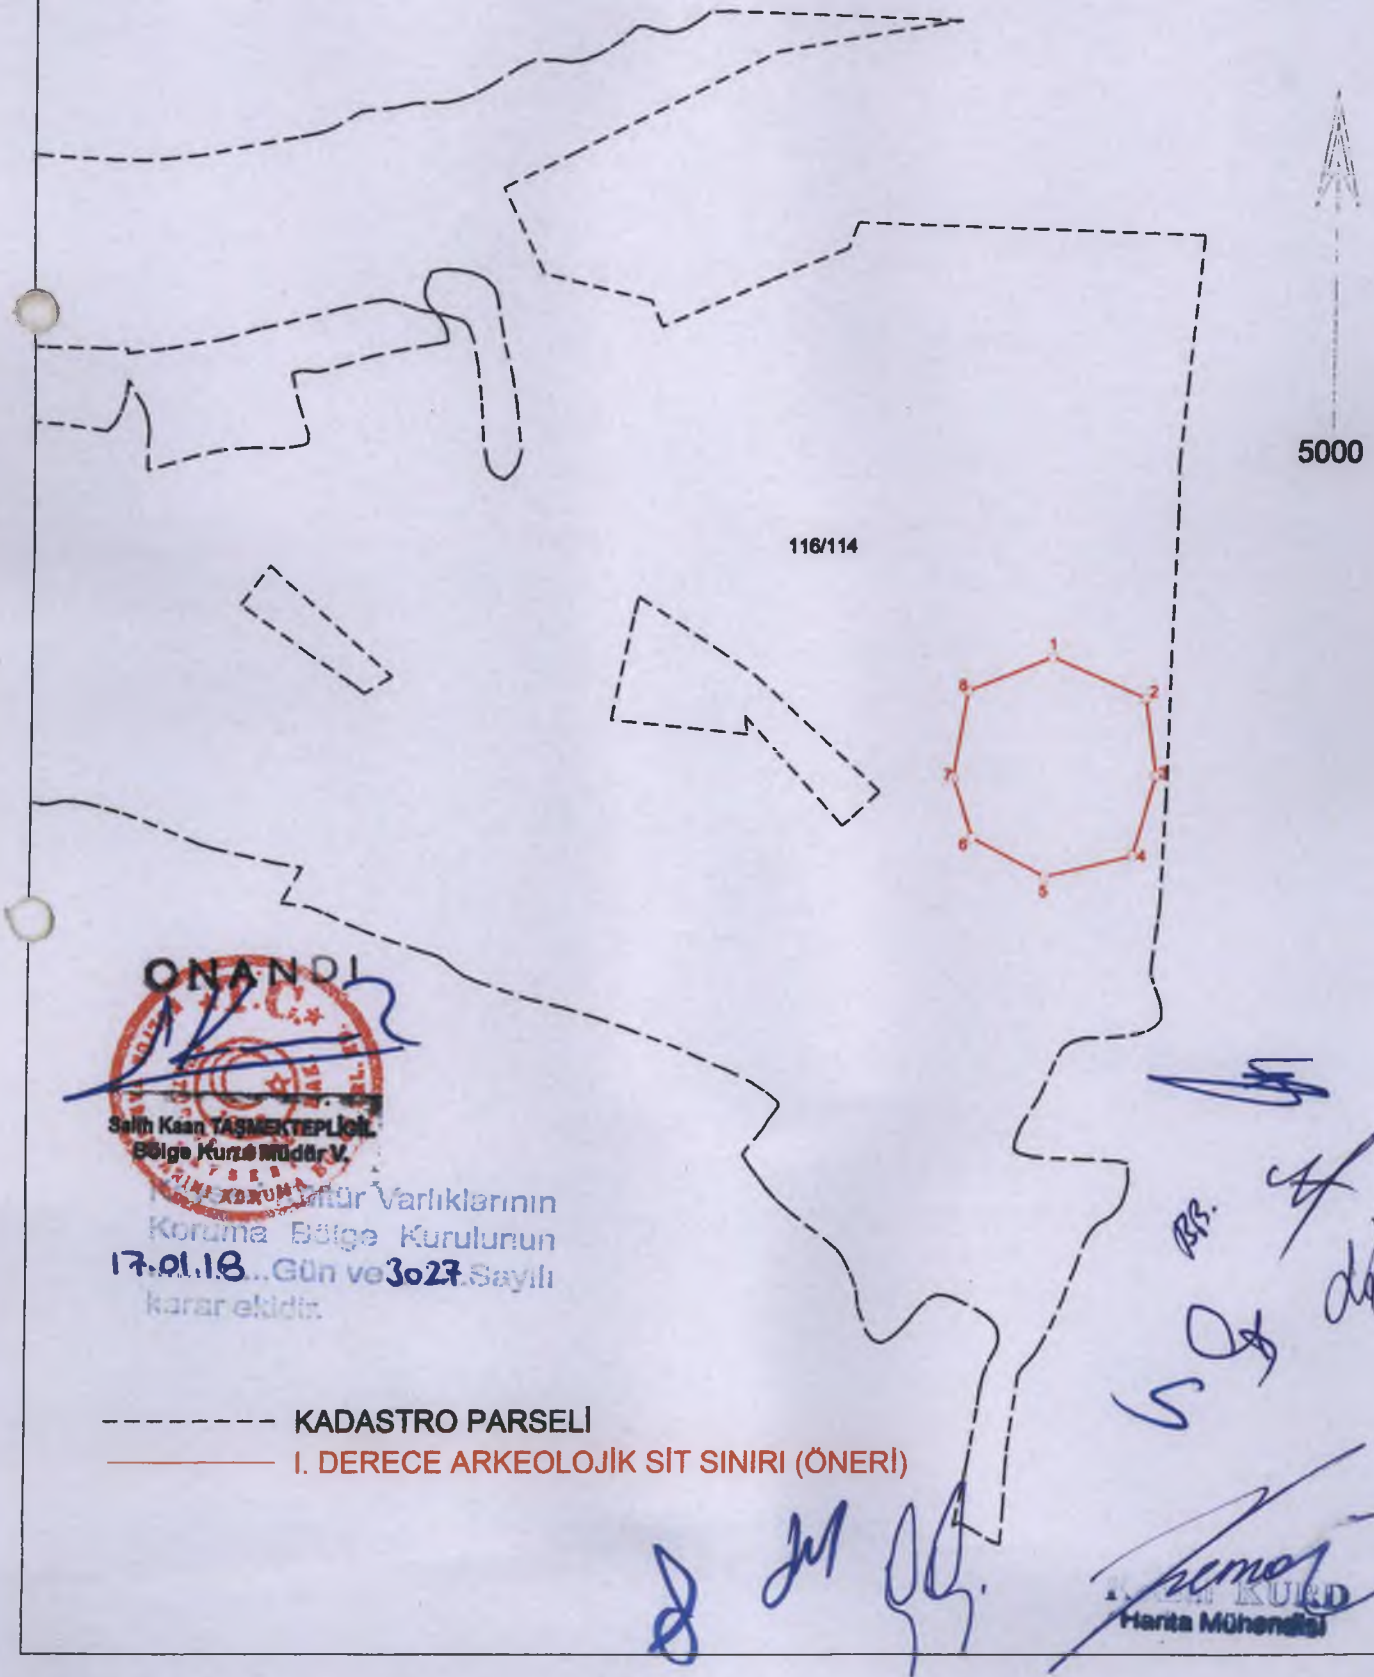 5000
116/114
1
2
3
4
5
6
7
8
ONANDI
T.C.
Salih Kaan TAŞMEKTEPLİGİL
Bölge Kurulu Müdür V.
Kültür Varlıklarının
Koruma Bölge Kurulunun
17.01.18 Gün ve 3027 Sayılı
karar ekidir.
KADASTRO PARSELİ
I. DERECE ARKEOLOJİK SİT SINIRI (ÖNERİ)
BB.
KURD
Harita Mühendisi